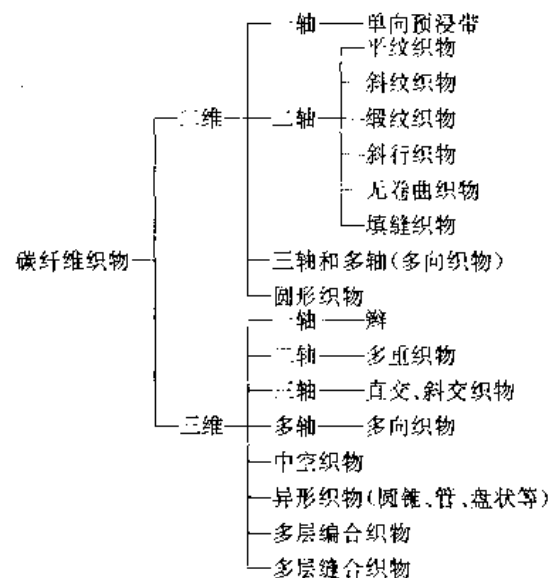 一轴 单向预浸带
平纹织物
斜纹织物
二维 二轴 缎纹织物
斜行织物
无卷曲织物
填缝织物
碳纤维织物 三轴和多轴(多向织物)
圆形织物
一轴 辫
二轴 多重织物
三轴 直交、斜交织物
三维 多轴 多向织物
中空织物
异形织物(圆锥、管、盘状等)
多层编合织物
多层缝合织物